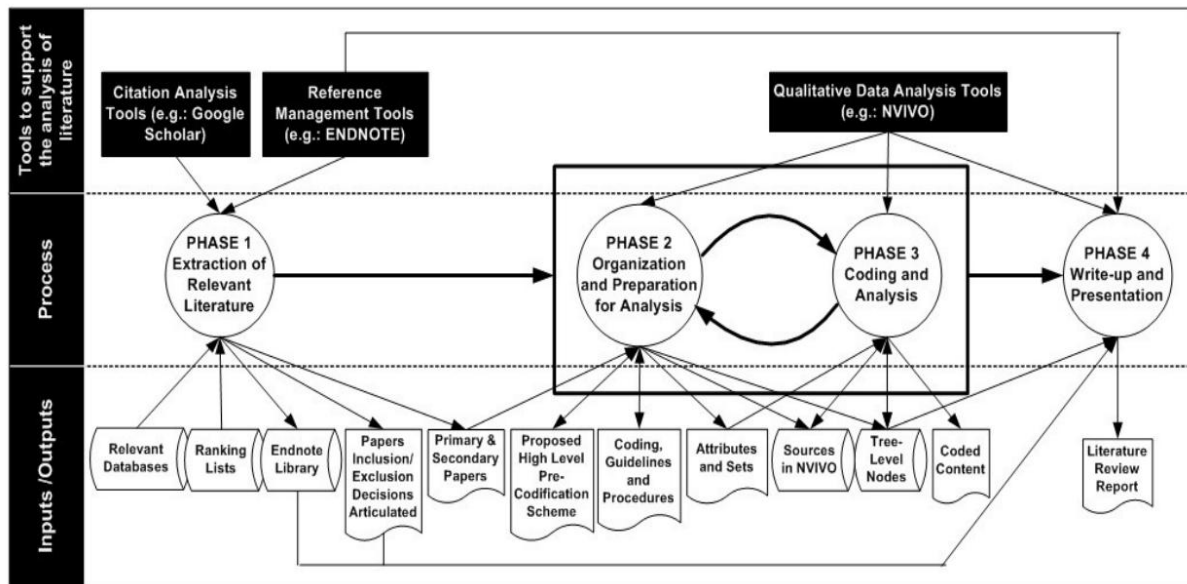 Tools to support
the analysis of
literature
Citation Analysis
Tools (e.g.: Google
Scholar)
Reference
Management Tools
(e.g.: ENDNOTE)
Qualitative Data Analysis Tools
(e.g.: NVIVO)
Process
PHASE 1
Extraction of
Relevant
Literature
PHASE 2
Organization
and Preparation
for Analysis
PHASE 3
Coding and
Analysis
PHASE 4
Write-up and
Presentation
Inputs /Outputs
Relevant
Databases
Ranking
Lists
Endnote
Library
Papers
Inclusion/
Exclusion
Decisions
Articulated
Primary &
Secondary
Papers
Proposed
High Level
Pre-
Codification
Scheme
Coding,
Guidelines
and
Procedures
Attributes
and Sets
Sources
in NVIVO
Tree-
Level
Nodes
Coded
Content
Literature
Review
Report